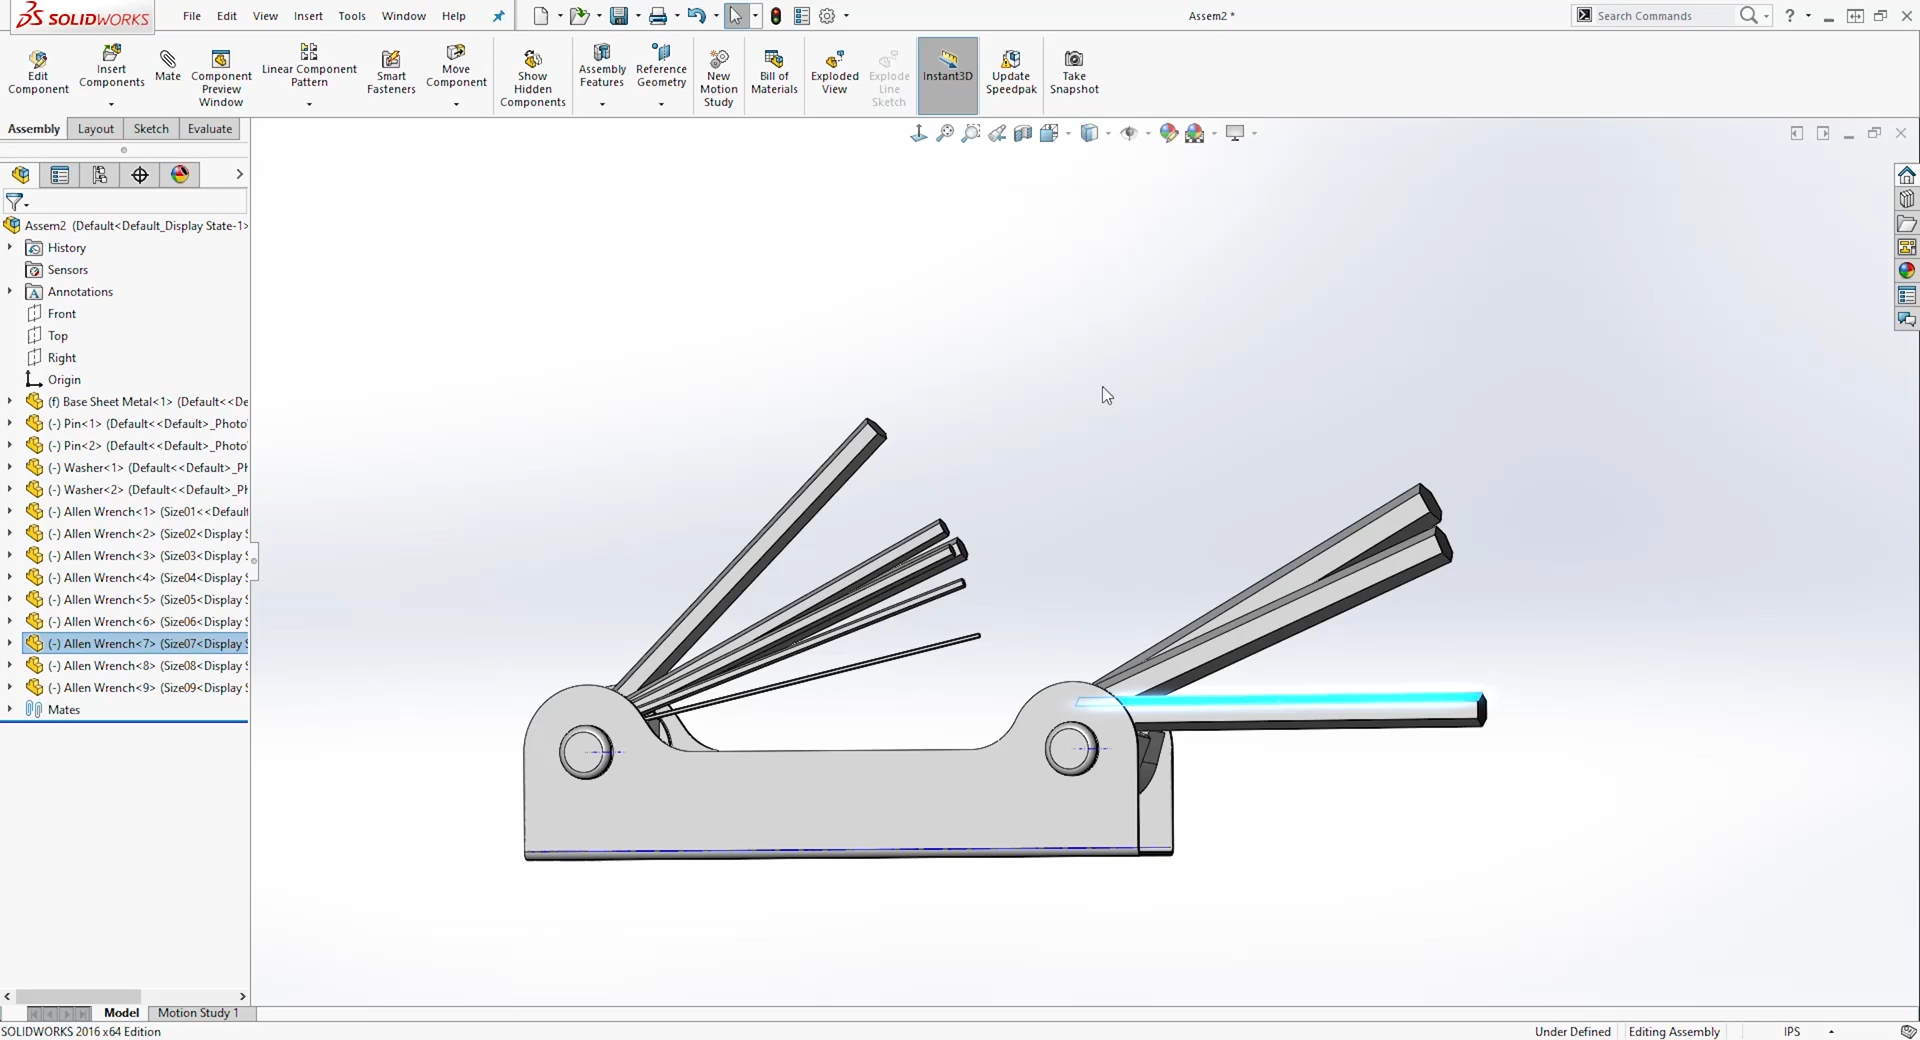 SOLIDWORKS File Edit View Insert Tools Window Help Assem2 * Search Commands ?
Edit Component
Insert Components
Mate
Component Preview Window
Linear Component Pattern
Smart Fasteners
Move Component
Show Hidden Components
Assembly Features
Reference Geometry
New Motion Study
Bill of Materials
Exploded View
Explode Line Sketch
Instant3D
Update Speedpak
Take Snapshot
Assembly Layout Sketch Evaluate
Assem2 (Default<Default_Display State-1>
History
Sensors
Annotations
Front
Top
Right
Origin
(f) Base Sheet Metal<1> (Default<<De
(-) Pin<1> (Default<<Default>_Photo
(-) Pin<2> (Default<<Default>_Photo
(-) Washer<1> (Default<<Default>_Ph
(-) Washer<2> (Default<<Default>_Ph
(-) Allen Wrench<1> (Size01<<Default
(-) Allen Wrench<2> (Size02<Display S
(-) Allen Wrench<3> (Size03<Display S
(-) Allen Wrench<4> (Size04<Display S
(-) Allen Wrench<5> (Size05<Display S
(-) Allen Wrench<6> (Size06<Display S
(-) Allen Wrench<7> (Size07<Display S
(-) Allen Wrench<8> (Size08<Display S
(-) Allen Wrench<9> (Size09<Display S
Mates
Model Motion Study 1
SOLIDWORKS 2016 x64 Edition Under Defined Editing Assembly IPS